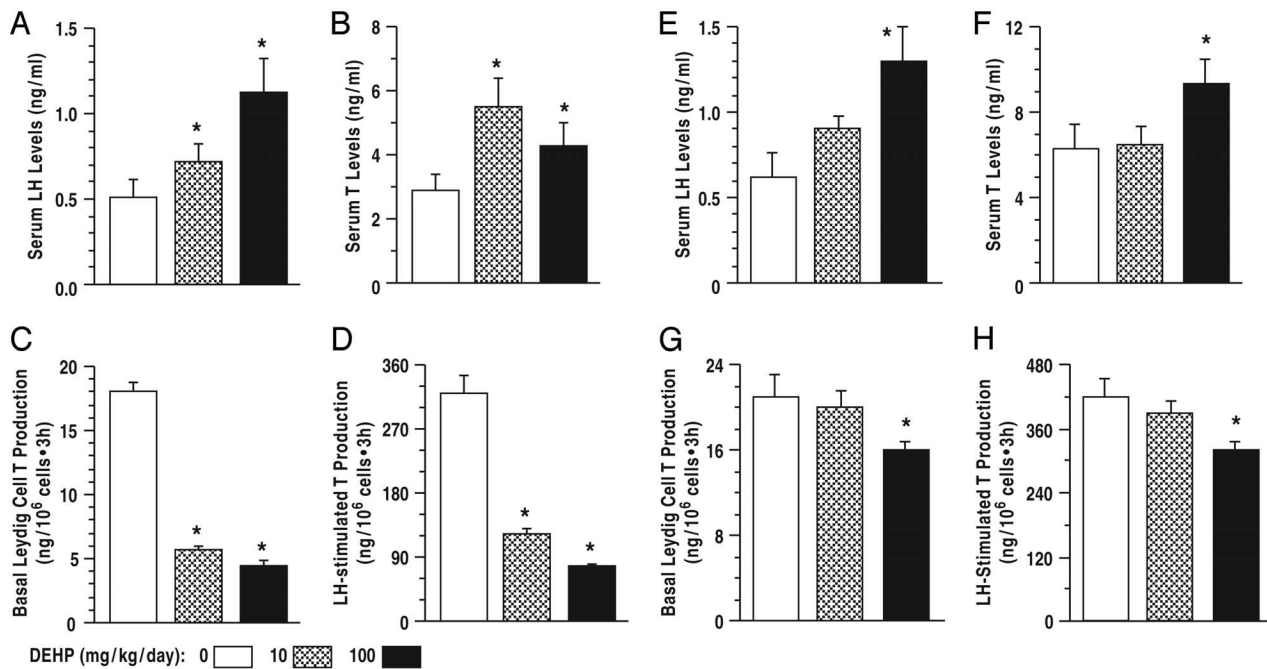 A
Serum LH Levels (ng/ml)
1.5
1.0
0.5
0.0
*
*
B
Serum T Levels (ng/ml)
8
6
4
2
0
*
*
E
Serum LH Levels (ng/ml)
1.5
1.0
0.5
0
*
F
Serum T Levels (ng/ml)
12
9
6
3
0
*
C
Basal Leydig Cell T Production
(ng/10⁶ cells•3h)
20
15
10
5
0
*
*
D
LH-stimulated T Production
(ng/10⁶ cells•3h)
360
270
180
90
0
*
*
G
Basal Leydig Cell T Production
(ng/10⁶ cells•3h)
24
20
16
12
8
4
0
*
H
LH-Stimulated T Production
(ng/10⁶ cells•3h)
480
360
240
120
0
*
DEHP (mg/kg/day): 0 10 100